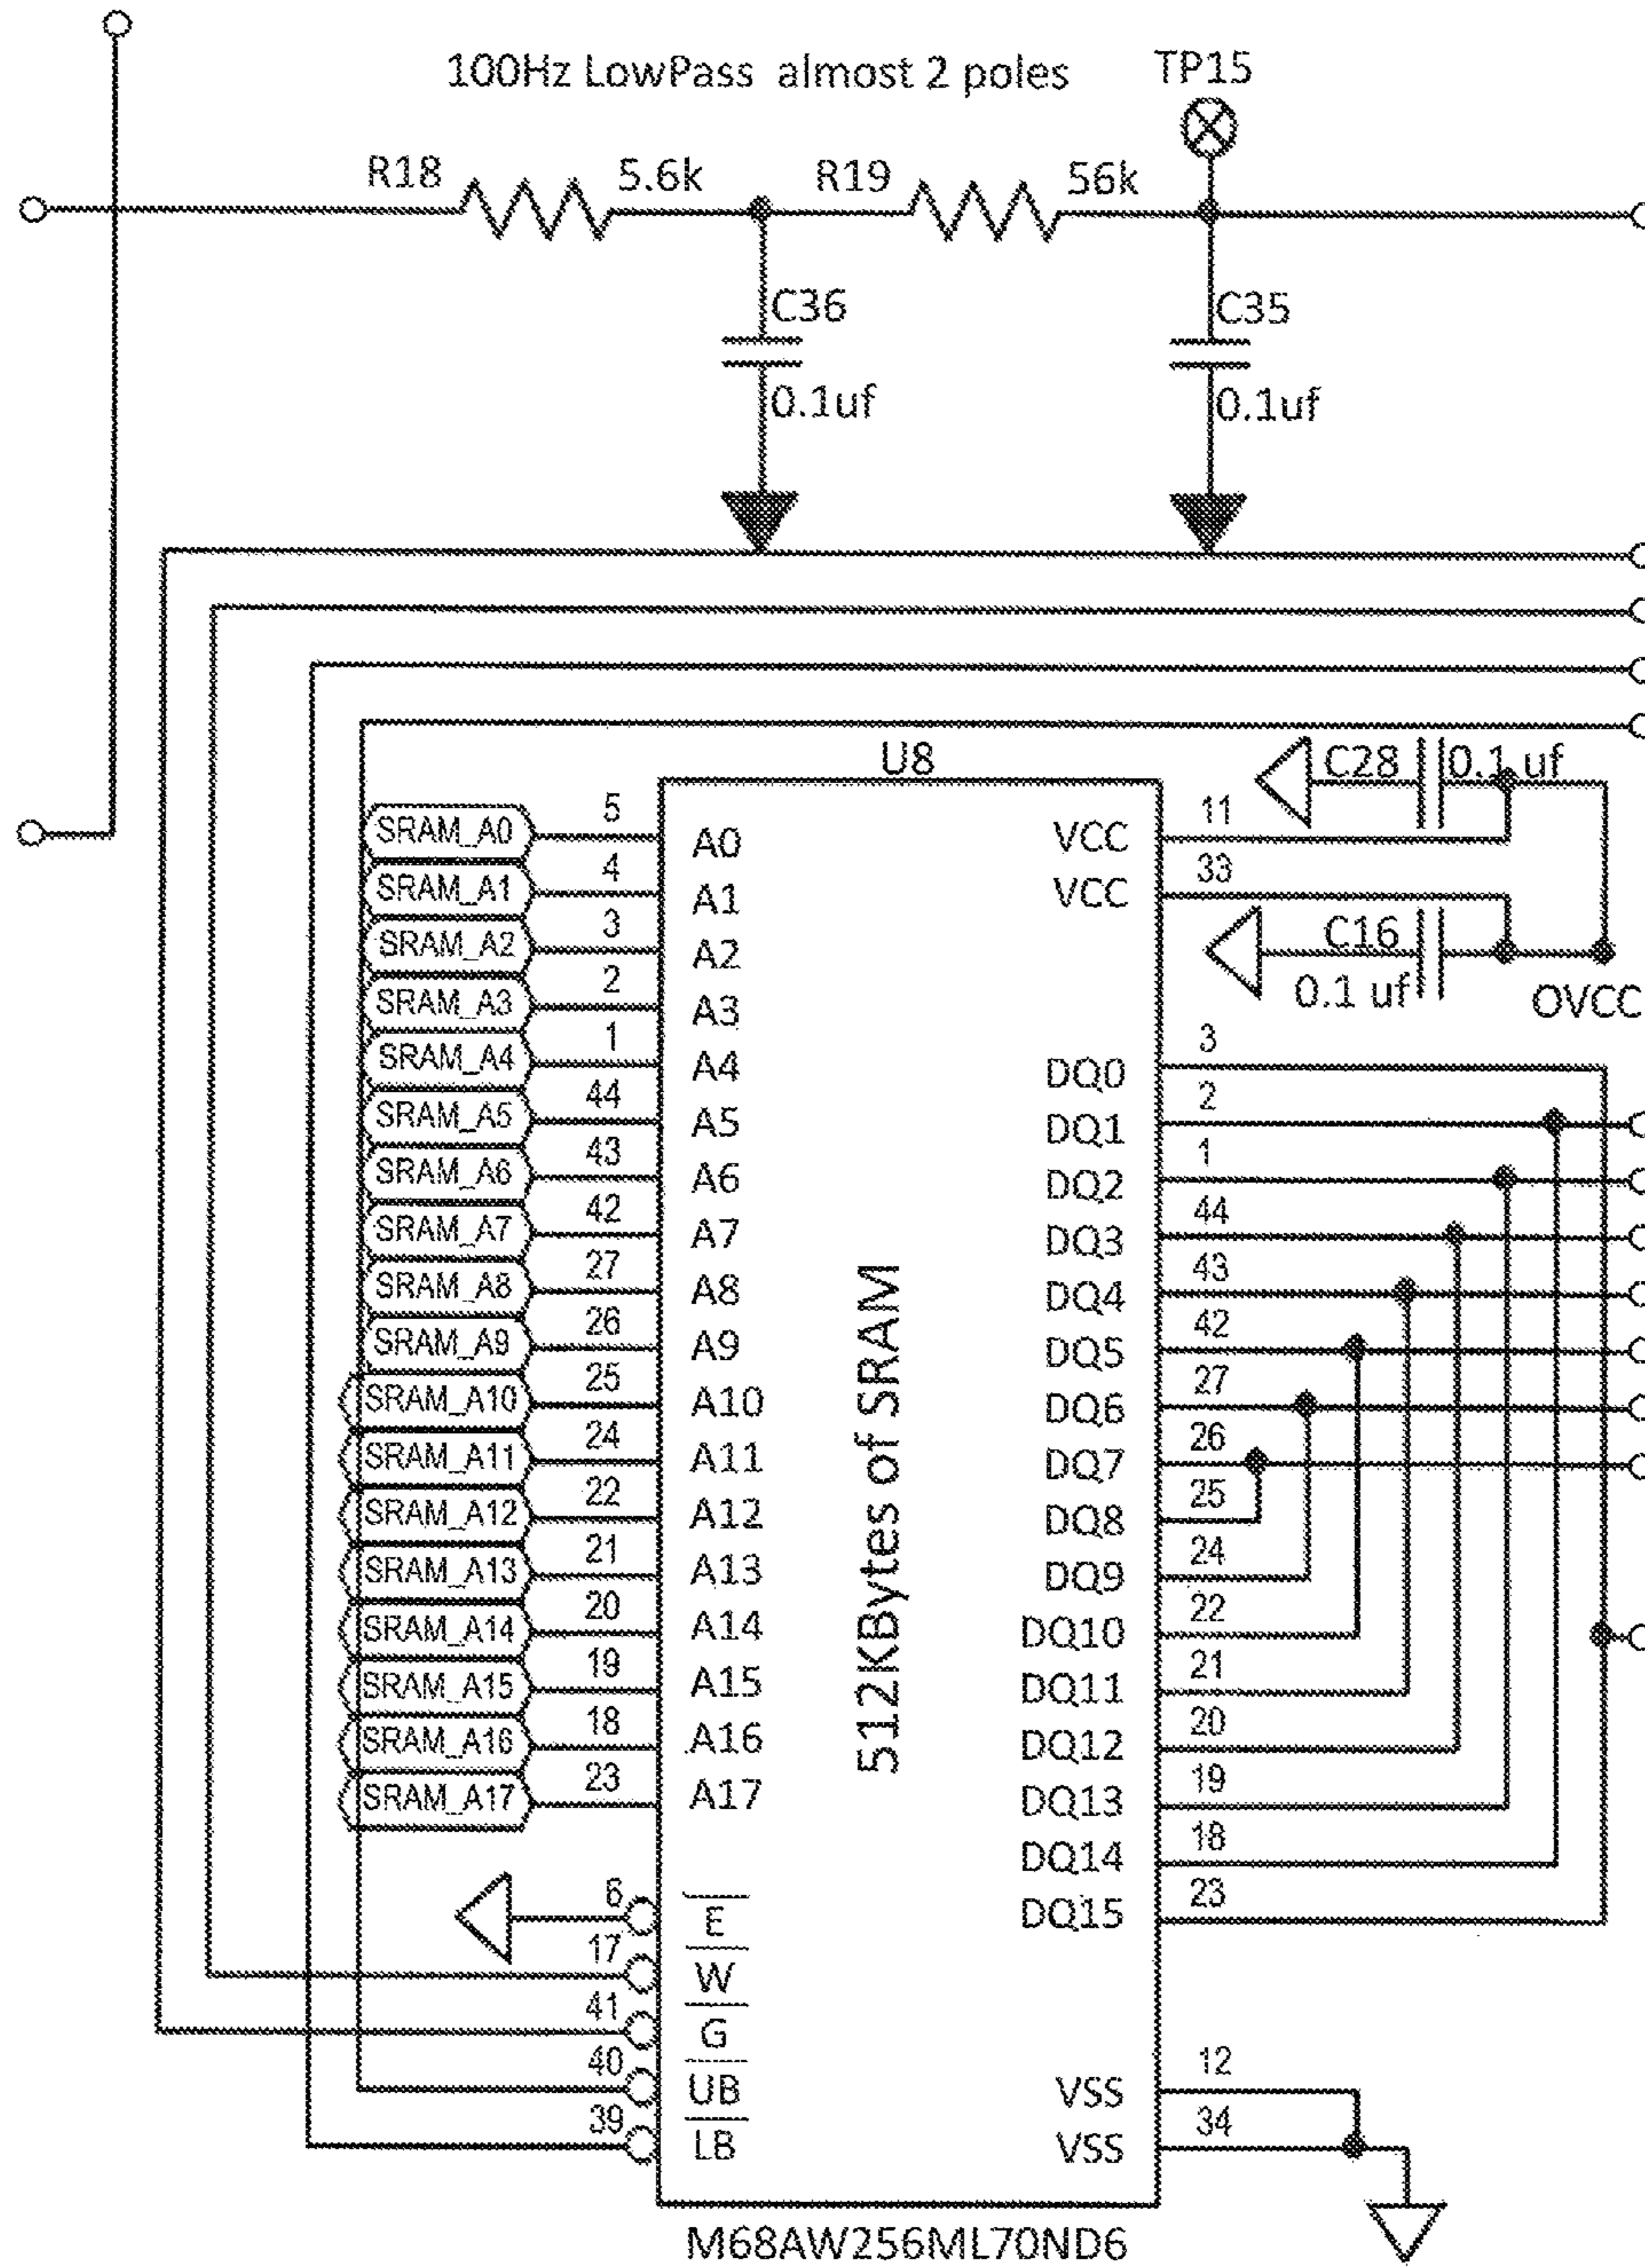 100Hz LowPass almost 2 poles
TP15
R18 5.6k R19 56k
C36 C35
0.1uf 0.1uf
U8
C28 0.1 uf
SRAM_A0 5 A0 VCC 11
SRAM_A1 4 A1 VCC 33
SRAM_A2 3 A2 C16
0.1 uf
OVCC
SRAM_A3 2 A3
SRAM_A4 1 A4 DQ0 3
SRAM_A5 44 A5 DQ1 2
SRAM_A6 43 A6 DQ2 1
SRAM_A7 42 A7 DQ3 44
SRAM_A8 27 A8 DQ4 43
SRAM_A9 26 A9 DQ5 42
SRAM_A10 25 A10 DQ6 27
SRAM_A11 24 A11 DQ7 26
SRAM_A12 22 A12 DQ8 25
SRAM_A13 21 A13 DQ9 24
SRAM_A14 20 A14 DQ10 22
SRAM_A15 19 A15 DQ11 21
SRAM_A16 18 A16 DQ12 20
SRAM_A17 23 A17 DQ13 19
DQ14 18
6 E DQ15 23
17 W
41 G
40 UB VSS 12
39 LB VSS 34
512KBytes of SRAM
M68AW256ML70ND6